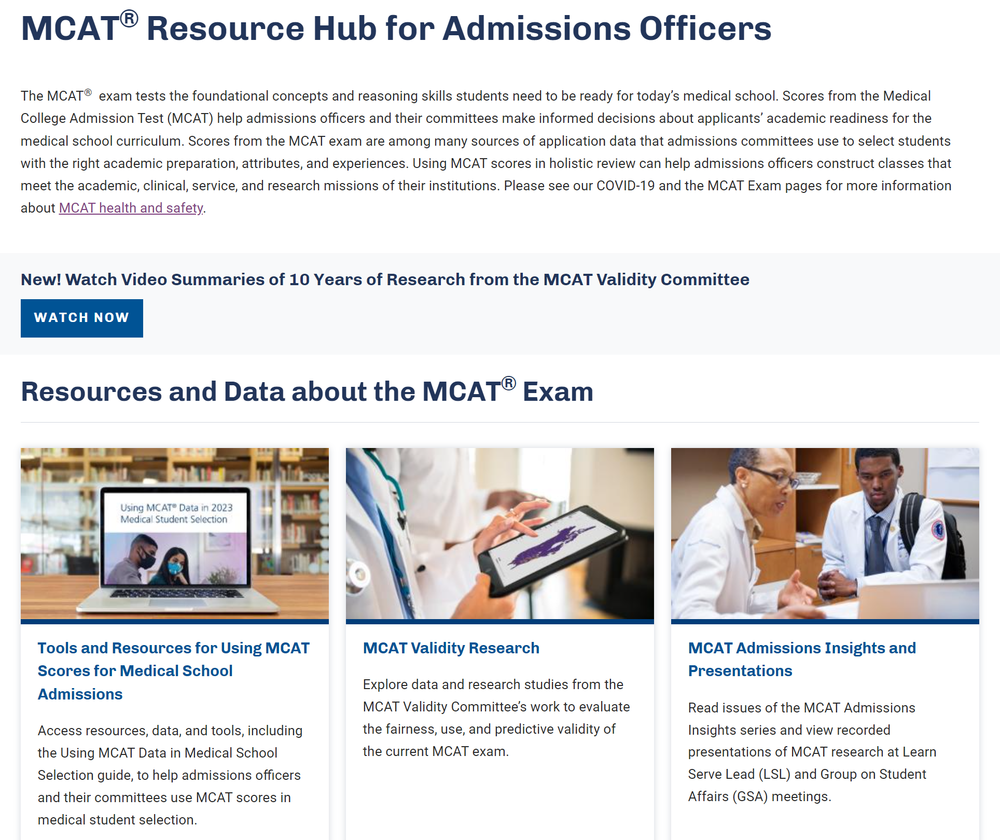 MCAT® Resource Hub for Admissions Officers
The MCAT® exam tests the foundational concepts and reasoning skills students need to be ready for today’s medical school. Scores from the Medical
College Admission Test (MCAT) help admissions officers and their committees make informed decisions about applicants’ academic readiness for the
medical school curriculum. Scores from the MCAT exam are among many sources of application data that admissions committees use to select students
with the right academic preparation, attributes, and experiences. Using MCAT scores in holistic review can help admissions officers construct classes that
meet the academic, clinical, service, and research missions of their institutions. Please see our COVID-19 and the MCAT Exam pages for more information
about MCAT health and safety.
New! Watch Video Summaries of 10 Years of Research from the MCAT Validity Committee
WATCH NOW
Resources and Data about the MCAT® Exam
Using MCAT® Data in 2023
Medical Student Selection
Tools and Resources for Using MCAT
Scores for Medical School
Admissions
Access resources, data, and tools, including
the Using MCAT Data in Medical School
Selection guide, to help admissions officers
and their committees use MCAT scores in
medical student selection.
MCAT Validity Research
Explore data and research studies from the
MCAT Validity Committee’s work to evaluate
the fairness, use, and predictive validity of
the current MCAT exam.
MCAT Admissions Insights and
Presentations
Read issues of the MCAT Admissions
Insights series and view recorded
presentations of MCAT research at Learn
Serve Lead (LSL) and Group on Student
Affairs (GSA) meetings.